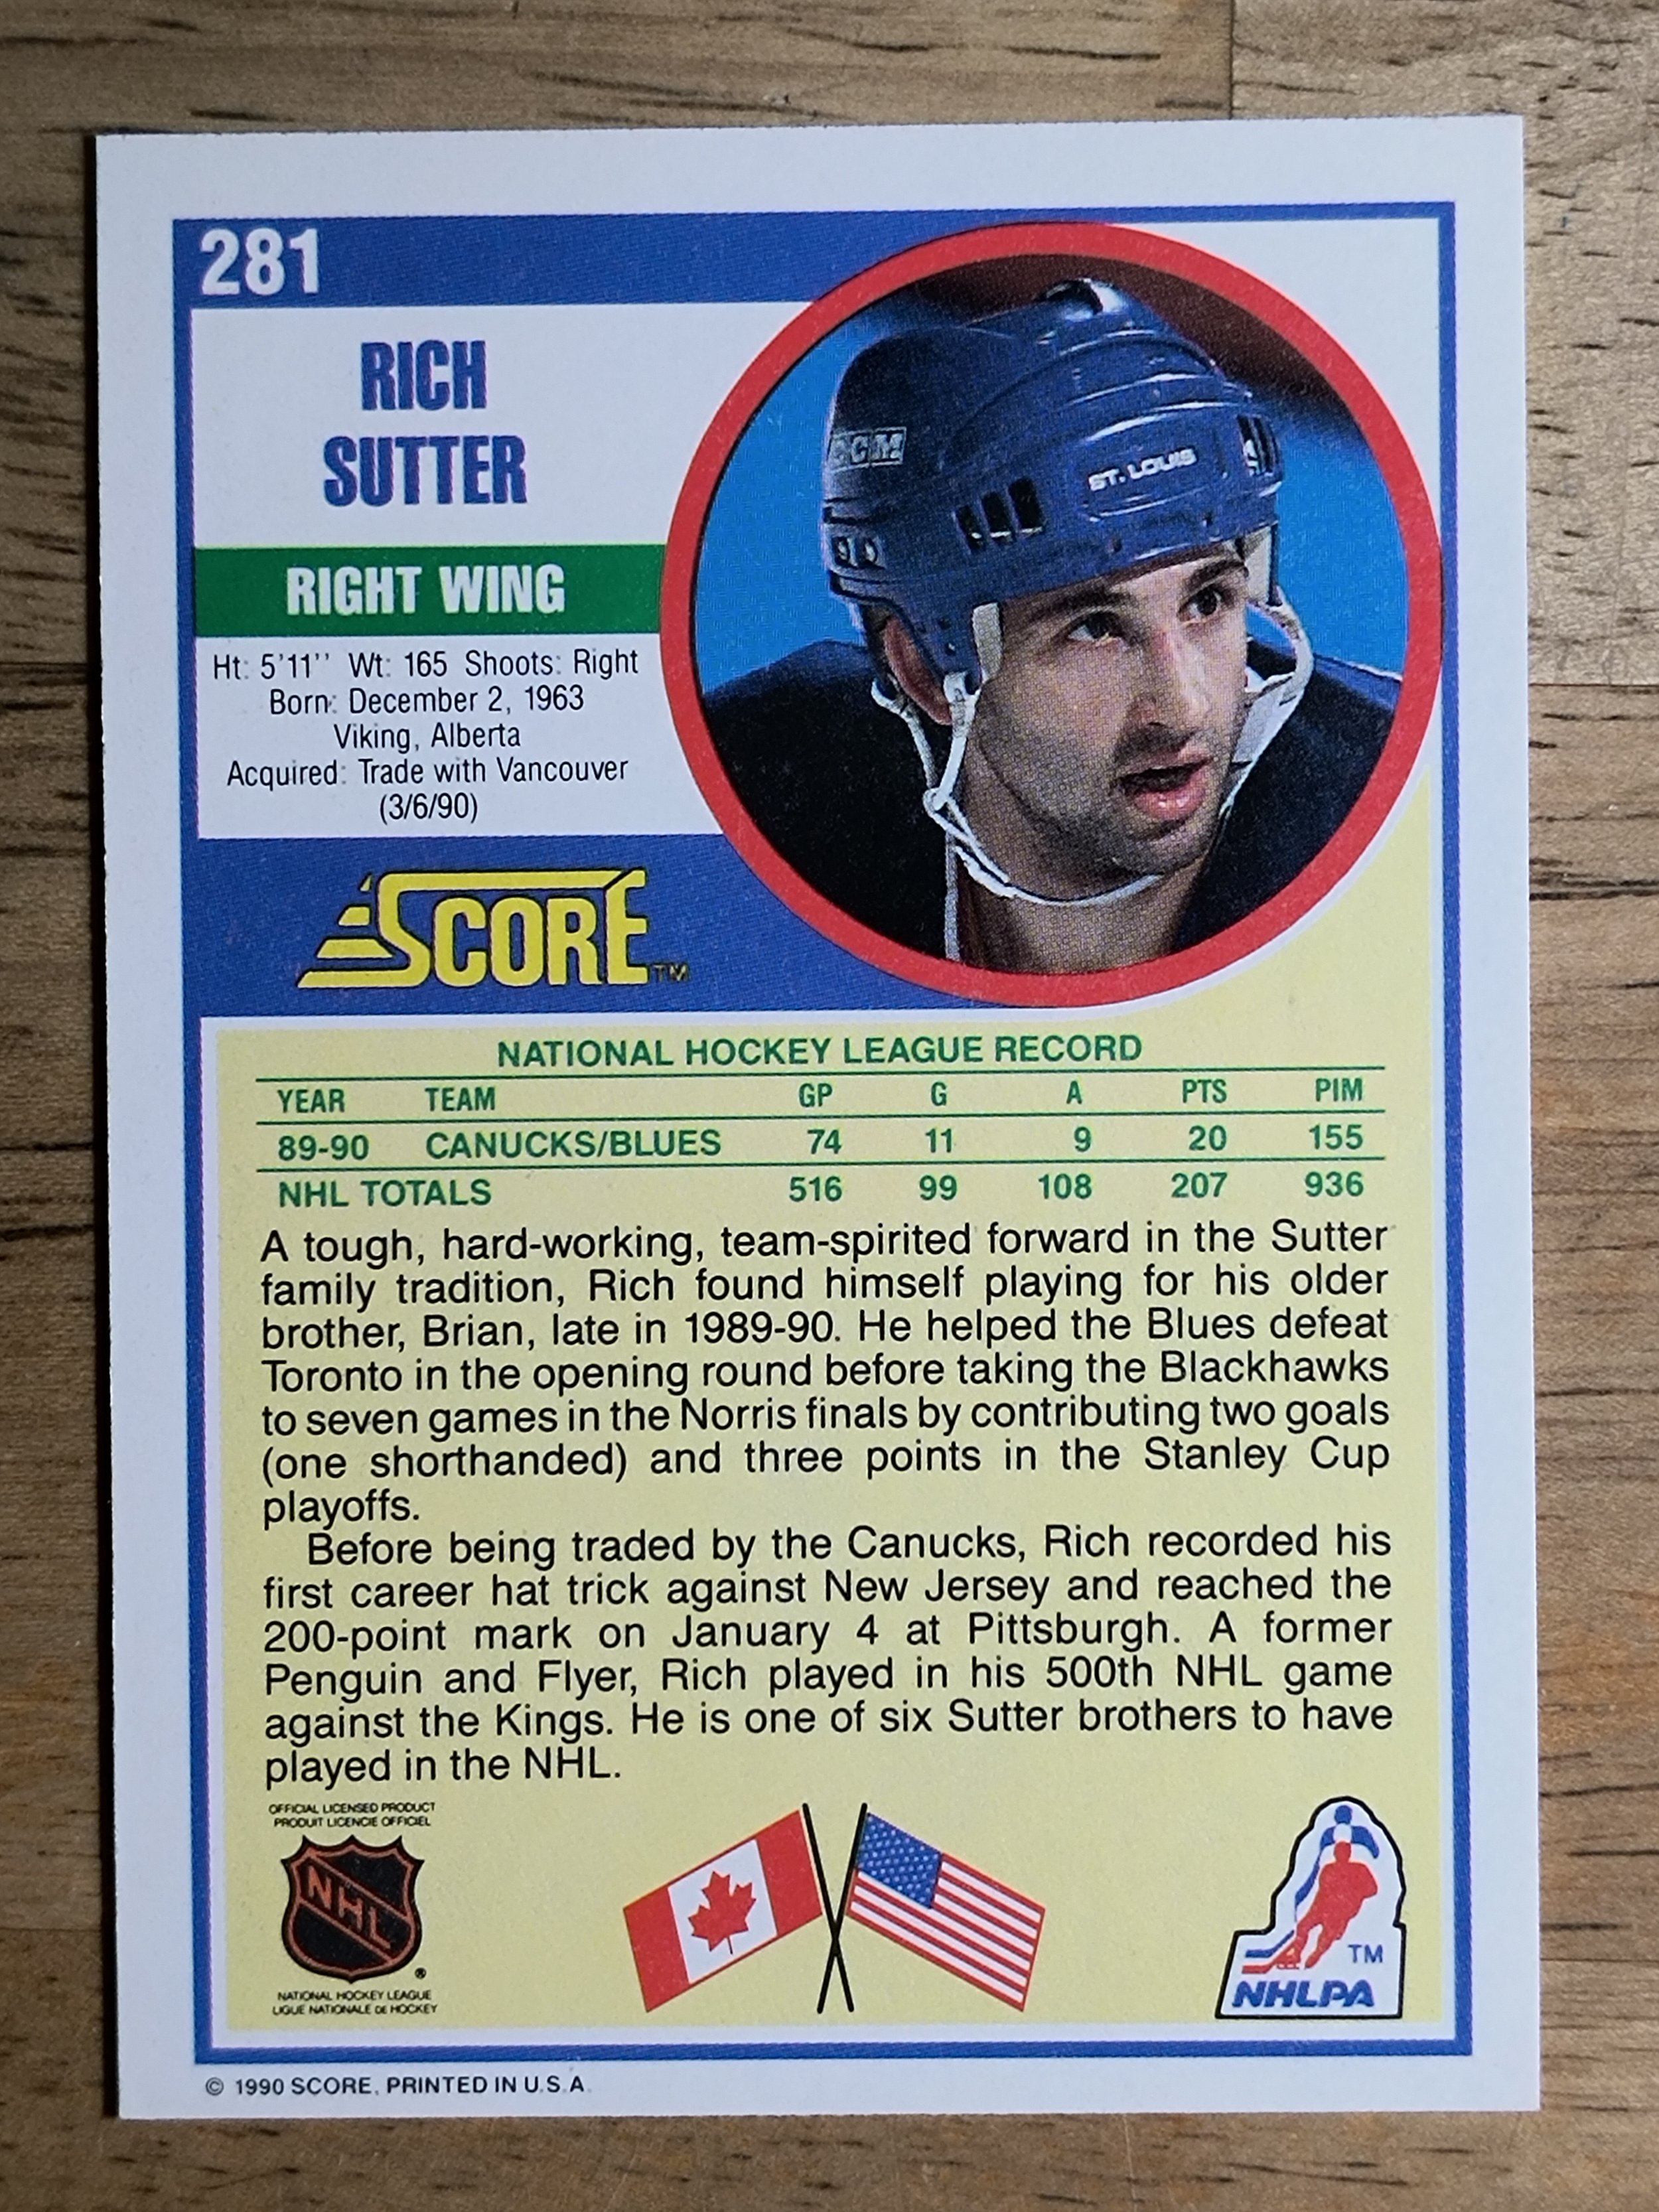 281
RICH
SUTTER
RIGHT WING
Ht: 5'11'' Wt: 165 Shoots: Right
Born: December 2, 1963
Viking, Alberta
Acquired: Trade with Vancouver
(3/6/90)
CCM
ST. LOUIS
SCORE TM
NATIONAL HOCKEY LEAGUE RECORD
YEAR TEAM GP G A PTS PIM
89-90 CANUCKS/BLUES 74 11 9 20 155
NHL TOTALS 516 99 108 207 936
A tough, hard-working, team-spirited forward in the Sutter
family tradition, Rich found himself playing for his older
brother, Brian, late in 1989-90. He helped the Blues defeat
Toronto in the opening round before taking the Blackhawks
to seven games in the Norris finals by contributing two goals
(one shorthanded) and three points in the Stanley Cup
playoffs.
Before being traded by the Canucks, Rich recorded his
first career hat trick against New Jersey and reached the
200-point mark on January 4 at Pittsburgh. A former
Penguin and Flyer, Rich played in his 500th NHL game
against the Kings. He is one of six Sutter brothers to have
played in the NHL.
OFFICIAL LICENSED PRODUCT
PRODUIT LICENCIE OFFICIEL
NHL
®
NATIONAL HOCKEY LEAGUE
LIGUE NATIONALE DE HOCKEY
TM
NHLPA
© 1990 SCORE, PRINTED IN U.S.A.